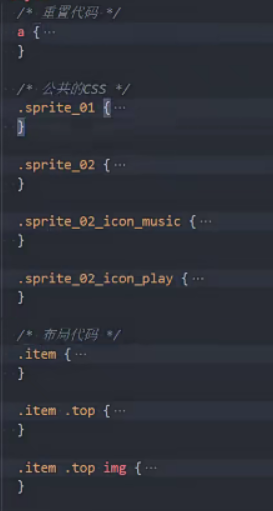 /* 重置代码 */
a {···
}
/* 公共的CSS */
.sprite_01 {···
}
.sprite_02 {···
}
.sprite_02_icon_music {···
}
.sprite_02_icon_play {···
}
/* 布局代码 */
.item {···
}
.item .top {···
}
.item .top img {···
}